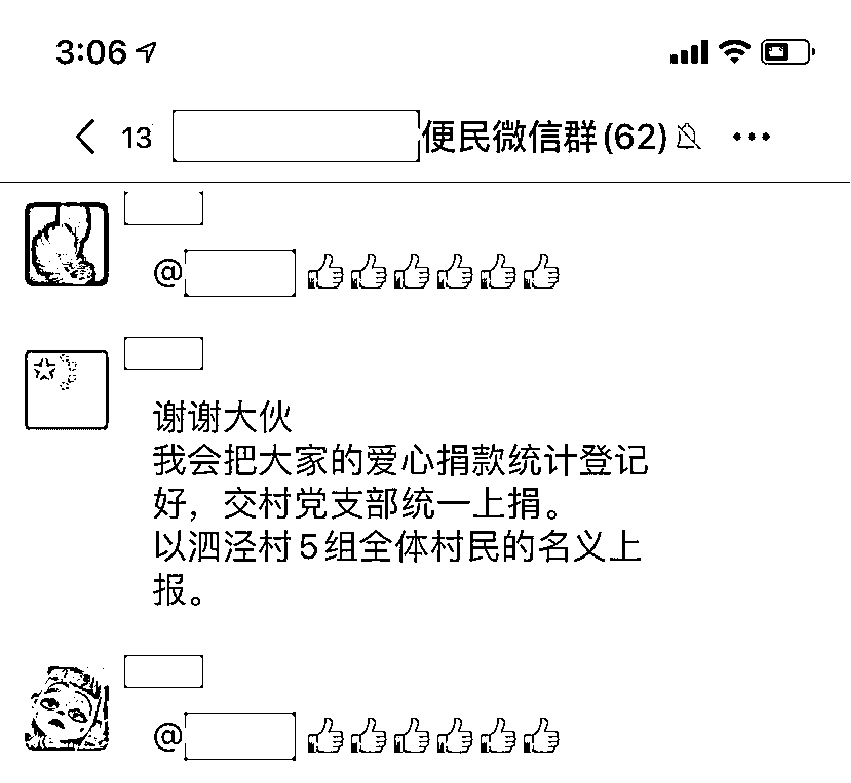 3:06
13 便民微信群(62)
@
谢谢大伙
我会把大家的爱心捐款统计登记
好，交村党支部统一上捐。
以泗泾村5组全体村民的名义上
报。
@